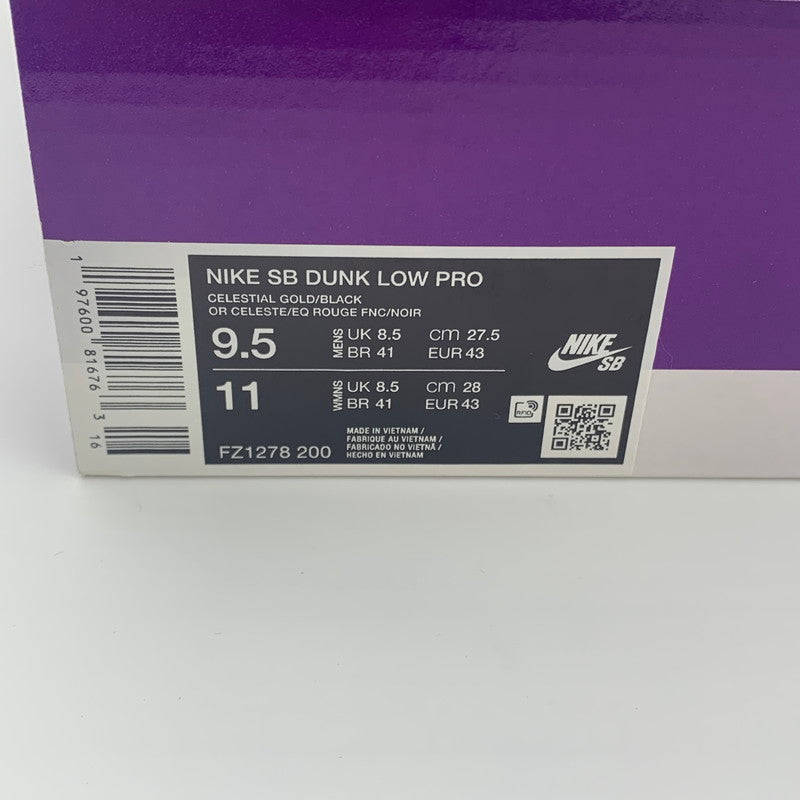 NIKE SB DUNK LOW PRO
CELESTIAL GOLD/BLACK
OR CELESTE/EQ ROUGE FNC/NOIR
9.5 MENS UK 8.5 CM 27.5
BR 41 EUR 43
11 WMNS UK 8.5 CM 28
BR 41 EUR 43
FZ1278 200
MADE IN VIETNAM /
FABRIQUE AU VIETNAM /
FABRICADO NO VIETNÃ /
HECHO EN VIETNAM
NIKE
SB
RFID
1 97600 81676 3 16